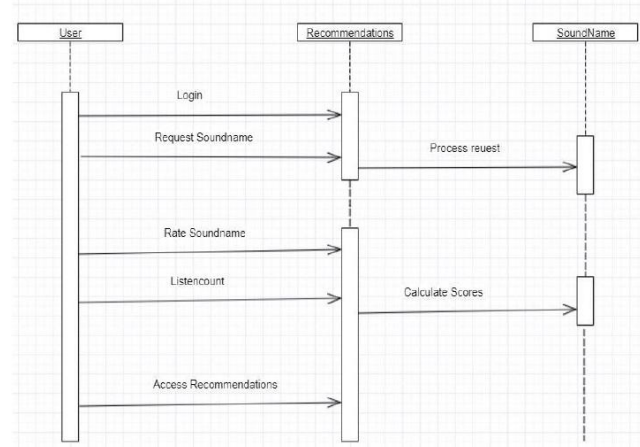 User
Recommendations
SoundName
Login
Request Soundname
Process reuest
Rate Soundname
Listencount
Calculate Scores
Access Recommendations